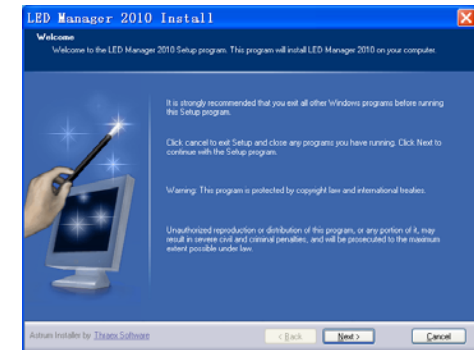 LED Manager 2010 Install
Welcome
Welcome to the LED Manager 2010 Setup program. This program will install LED Manager 2010 on your computer.
It is strongly recommended that you exit all other Windows programs before running
this Setup program.
Click cancel to exit Setup and close any programs you have running. Click Next to
continue with the Setup program.
Warning: This program is protected by copyright law and international treaties.
Unauthorized reproduction or distribution of this program, or any portion of it, may
result in severe civil and criminal penalties, and will be prosecuted to the maximum
extent possible under law.
Astrum Installer by Thraex Software
< Back
Next >
Cancel